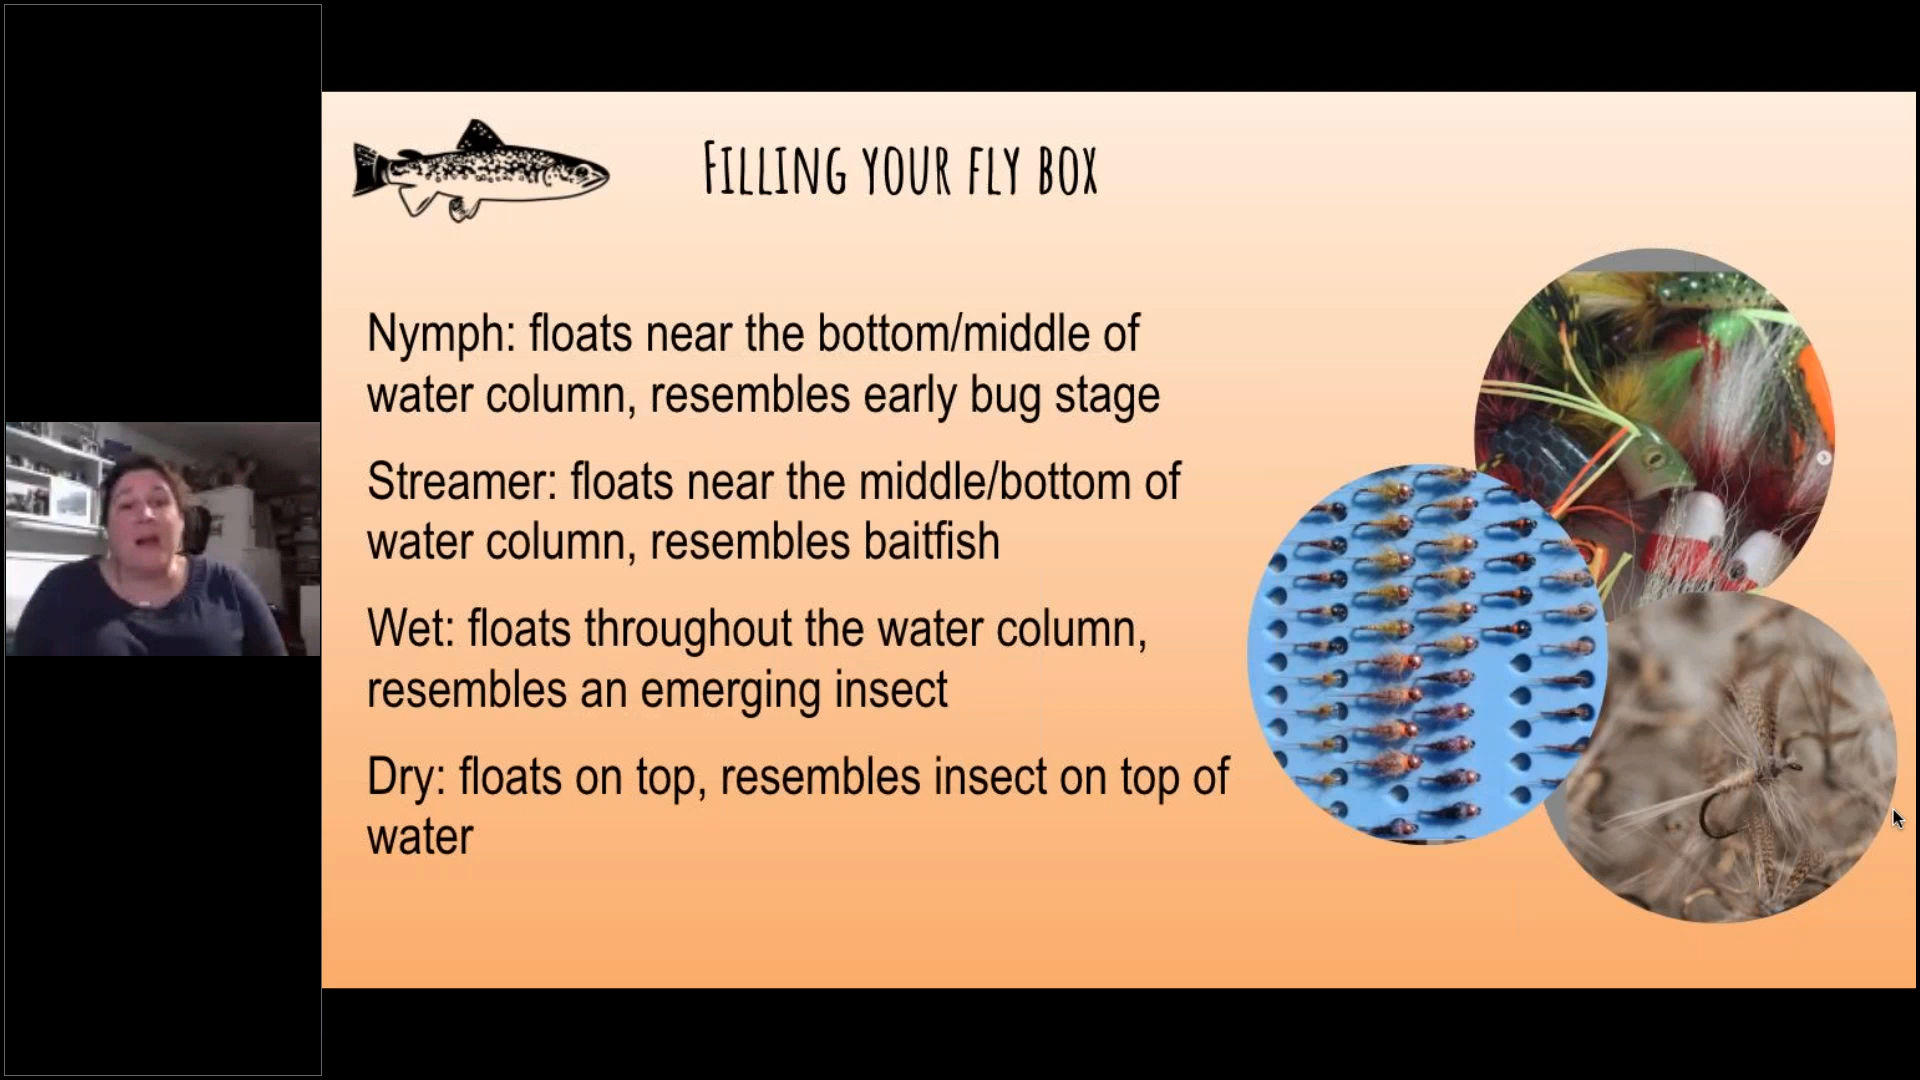 Filling your fly box
Nymph: floats near the bottom/middle of
water column, resembles early bug stage
Streamer: floats near the middle/bottom of
water column, resembles baitfish
Wet: floats throughout the water column,
resembles an emerging insect
Dry: floats on top, resembles insect on top of
water